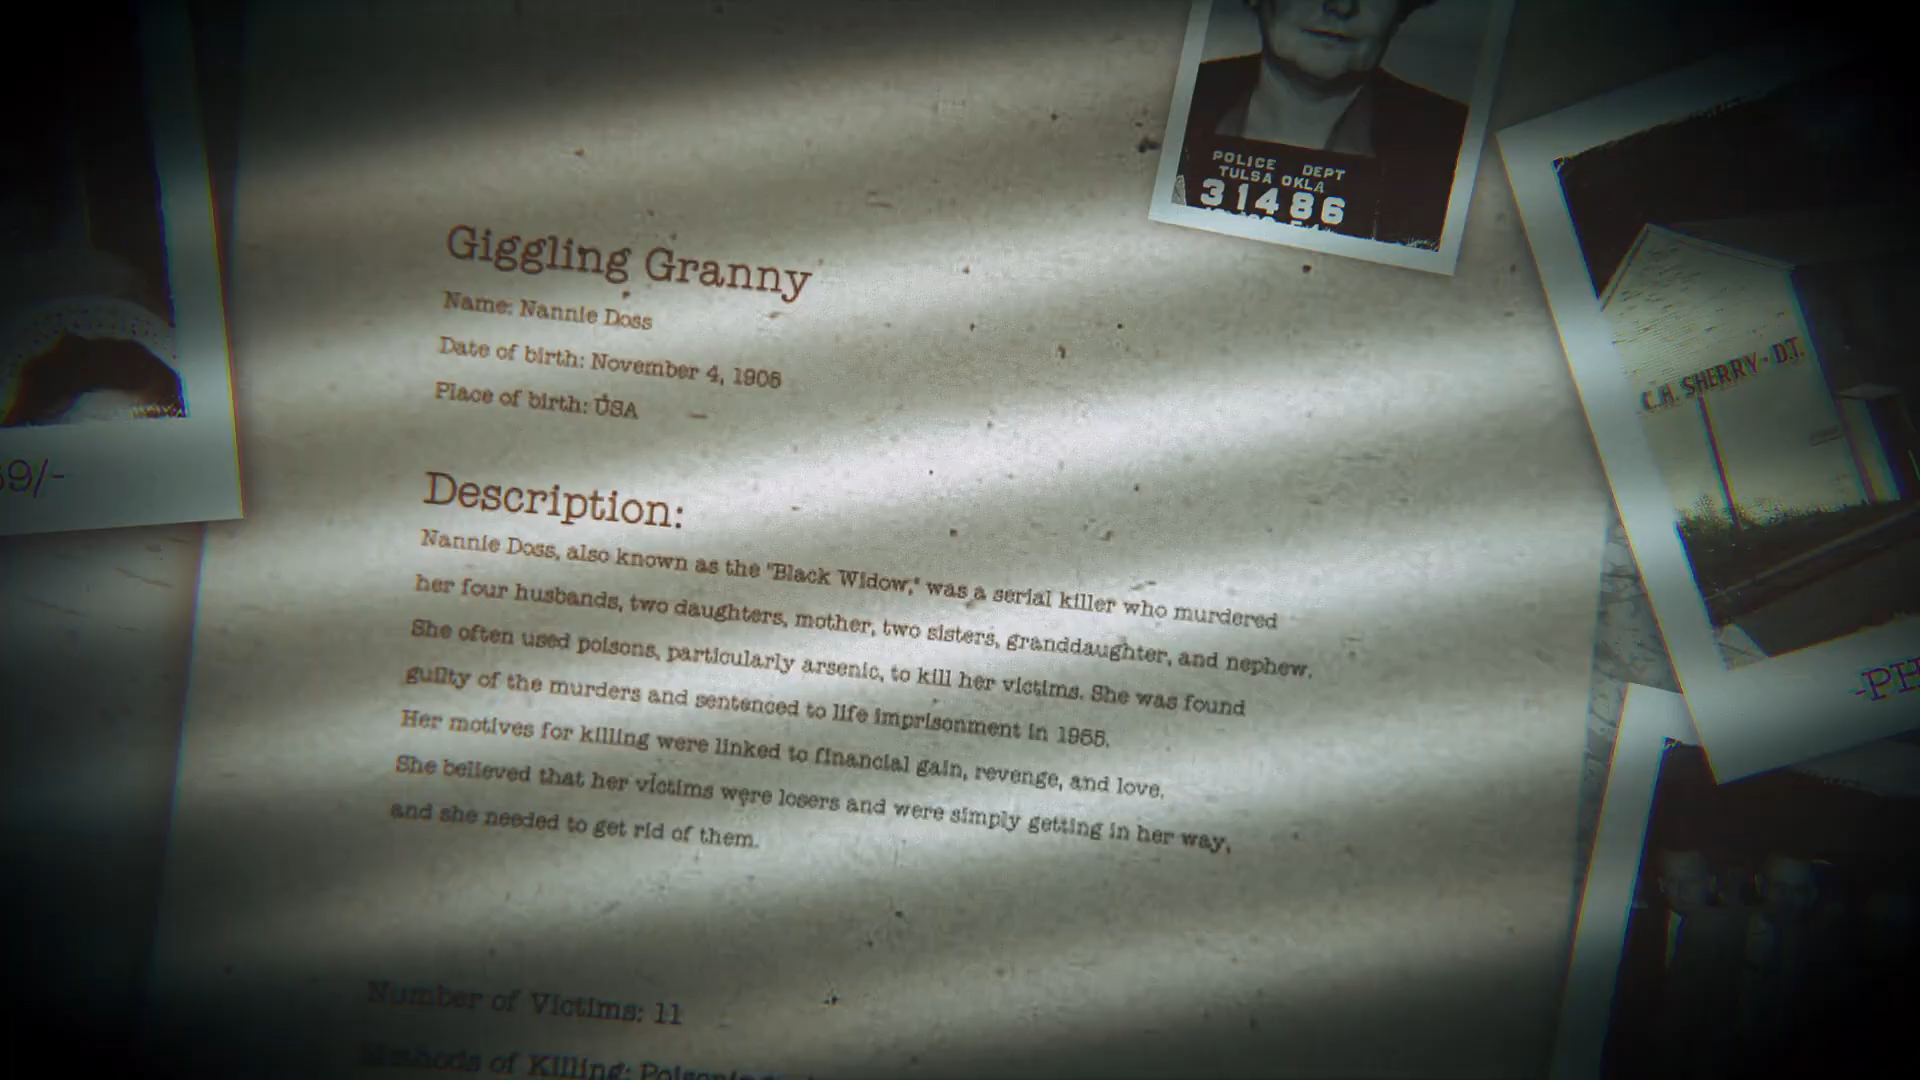 POLICE DEPT
TULSA OKLA
31486
Giggling Granny
Name: Nannie Doss
Date of birth: November 4, 1905
Place of birth: USA
C.H. SHERRY - D.T.
Description:
Nannie Doss, also known as the "Black Widow," was a serial killer who murdered
her four husbands, two daughters, mother, two sisters, granddaughter, and nephew.
She often used poisons, particularly arsenic, to kill her victims. She was found
guilty of the murders and sentenced to life imprisonment in 1955.
Her motives for killing were linked to financial gain, revenge, and love.
She believed that her victims were losers and were simply getting in her way,
and she needed to get rid of them.
Number of Victims: 11
Methods of Killing: Poisoning